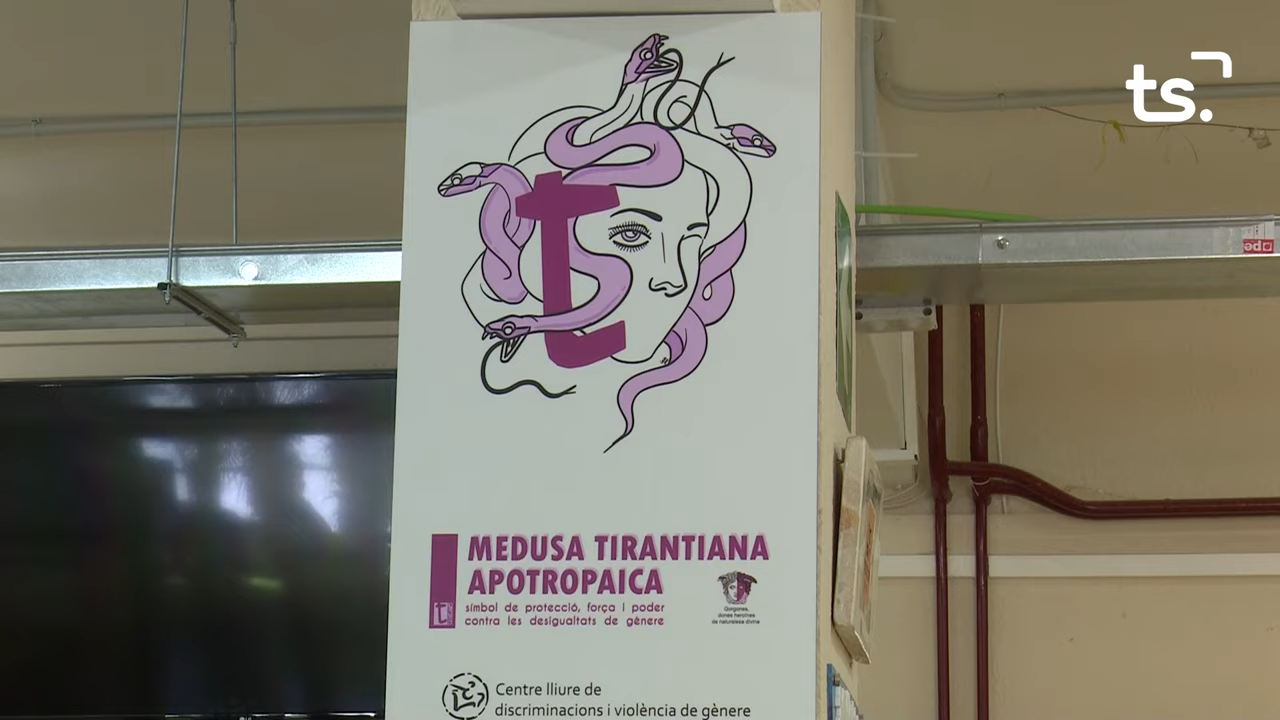 ts.
t
MEDUSA TIRANTIANA
APOTROPAICA
símbol de protecció, força i poder
contra les desigualtats de gènere
Gorgones,
dones heroïnes
de naturalesa divina
Centre lliure de
discriminacions i violència de gènere